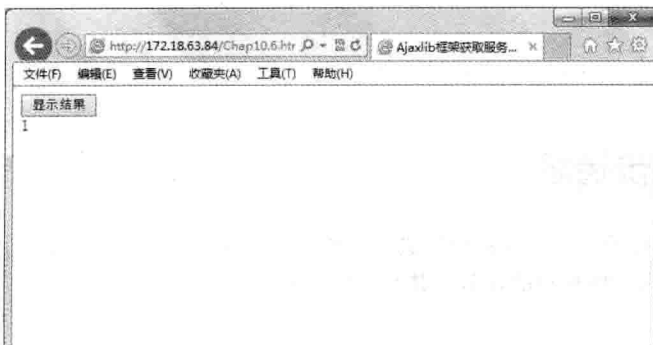 http://172.18.63.84/Chap10.6.htr
Ajaxlib框架获取服务...
文件(F) 编辑(E) 查看(V) 收藏夹(A) 工具(T) 帮助(H)
显示结果
1